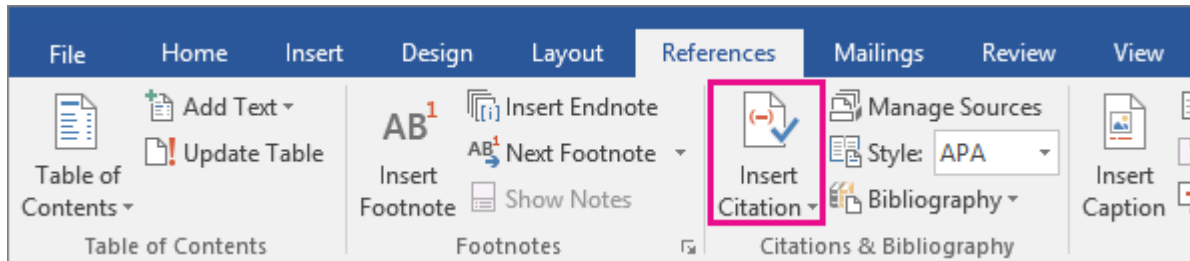 File Home Insert Design Layout References Mailings Review View
Add Text
Update Table
Table of
Contents
Table of Contents
AB1
Insert
Footnote
Insert Endnote
AB1 Next Footnote
Show Notes
Footnotes
Insert
Citation
Manage Sources
Style: APA
Bibliography
Citations & Bibliography
Insert
Caption